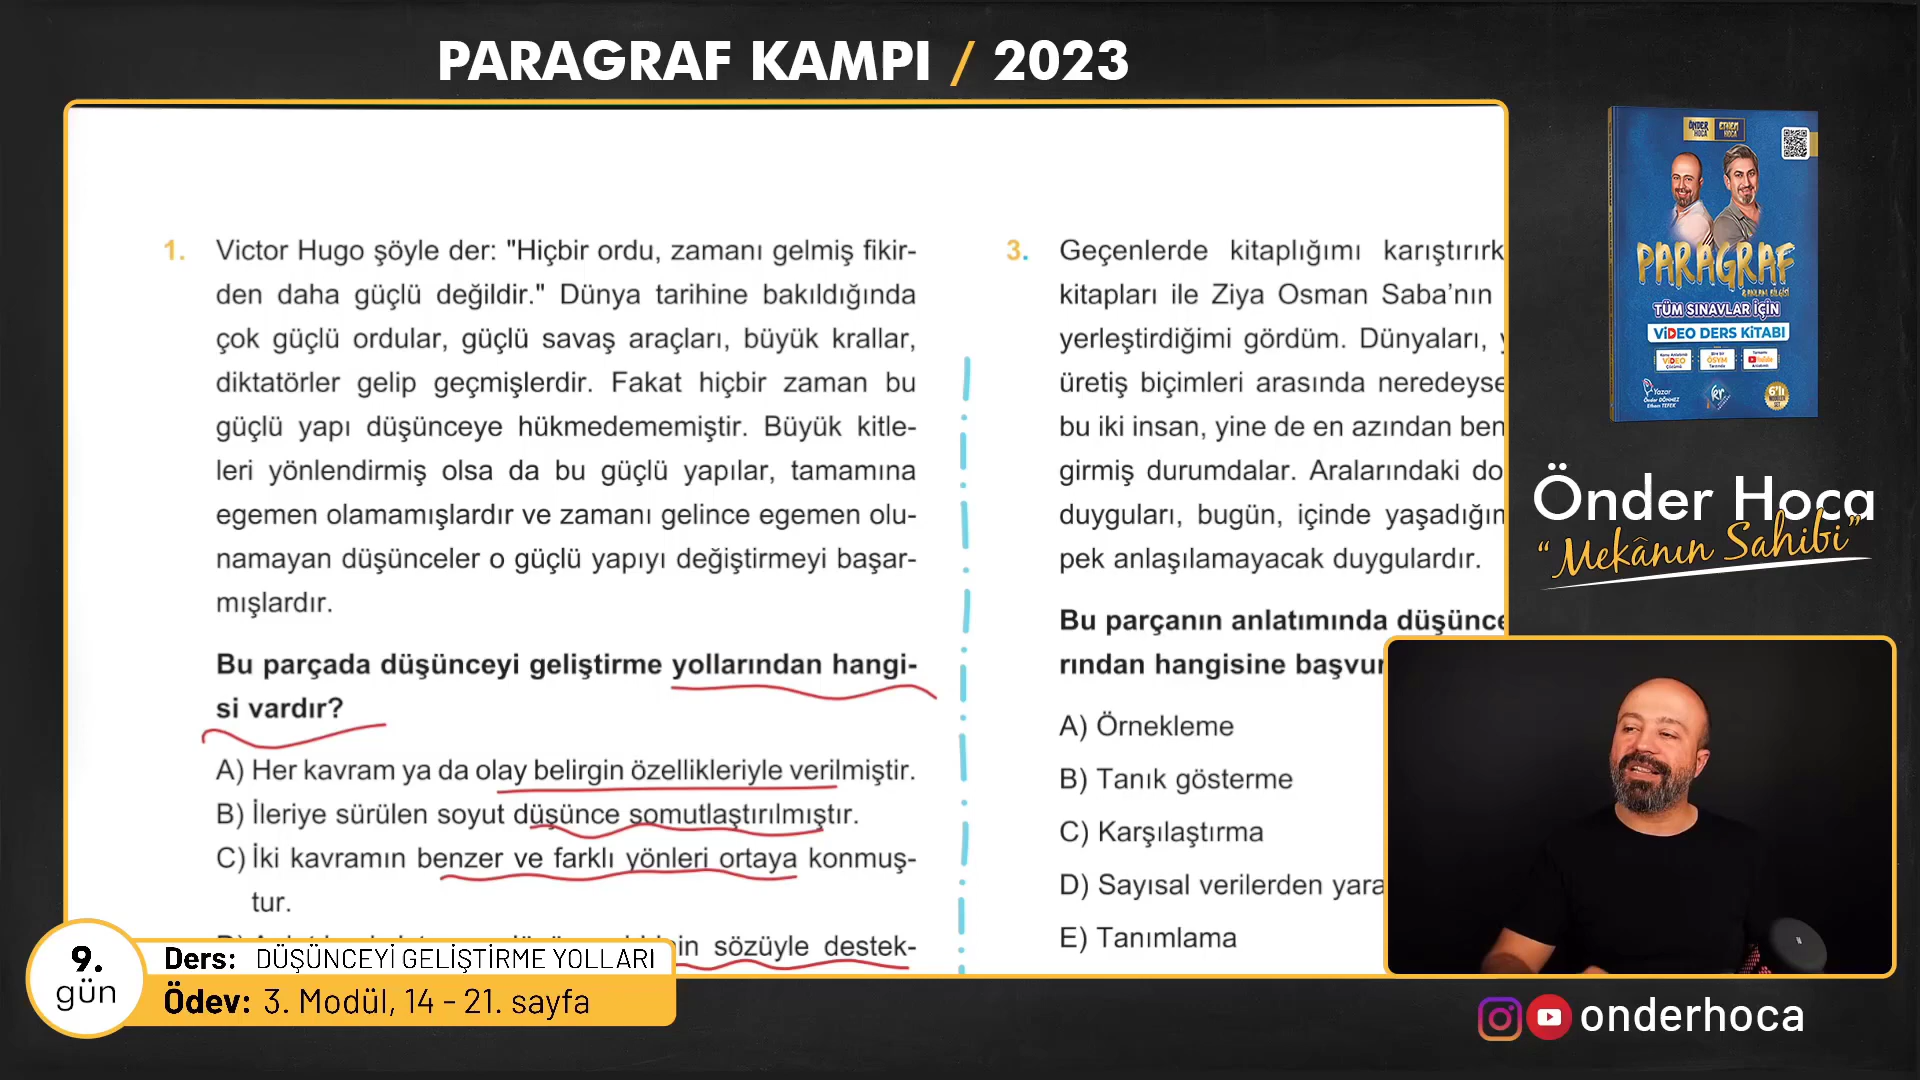 PARAGRAF KAMPI / 2023
1. Victor Hugo şöyle der: "Hiçbir ordu, zamanı gelmiş fikir-
den daha güçlü değildir." Dünya tarihine bakıldığında
çok güçlü ordular, güçlü savaş araçları, büyük krallar,
diktatörler gelip geçmişlerdir. Fakat hiçbir zaman bu
güçlü yapı düşünceye hükmedememiştir. Büyük kitle-
leri yönlendirmiş olsa da bu güçlü yapılar, tamamına
egemen olamamışlardır ve zamanı gelince egemen olu-
namayan düşünceler o güçlü yapıyı değiştirmeyi başar-
mışlardır.
Bu parçada düşünceyi geliştirme yollarından hangi-
si vardır?
A) Her kavram ya da olay belirgin özellikleriyle verilmiştir.
B) İleriye sürülen soyut düşünce somutlaştırılmıştır.
C) İki kavramın benzer ve farklı yönleri ortaya konmuş-
tur.
sözüyle destek-
3. Geçenlerde kitaplığımı karıştırırk
kitapları ile Ziya Osman Saba’nın
yerleştirdiğimi gördüm. Dünyaları,
üretiş biçimleri arasında neredeyse
bu iki insan, yine de en azından ben
girmiş durumdalar. Aralarındaki do
duyguları, bugün, içinde yaşadığın
pek anlaşılamayacak duygulardır.
Bu parçanın anlatımında düşünce
rından hangisine başvur
A) Örnekleme
B) Tanık gösterme
C) Karşılaştırma
D) Sayısal verilerden yara
E) Tanımlama
ÖNDER HOCA
ETHEM HOCA
PARAGRAF
TÜM SINAVLAR İÇİN
VİDEO DERS KİTABI
Önder Hoca
“Mekânın Sahibi”
9.
gün
Ders: DÜŞÜNCEYİ GELİŞTİRME YOLLARI
Ödev: 3. Modül, 14 - 21. sayfa
onderhoca